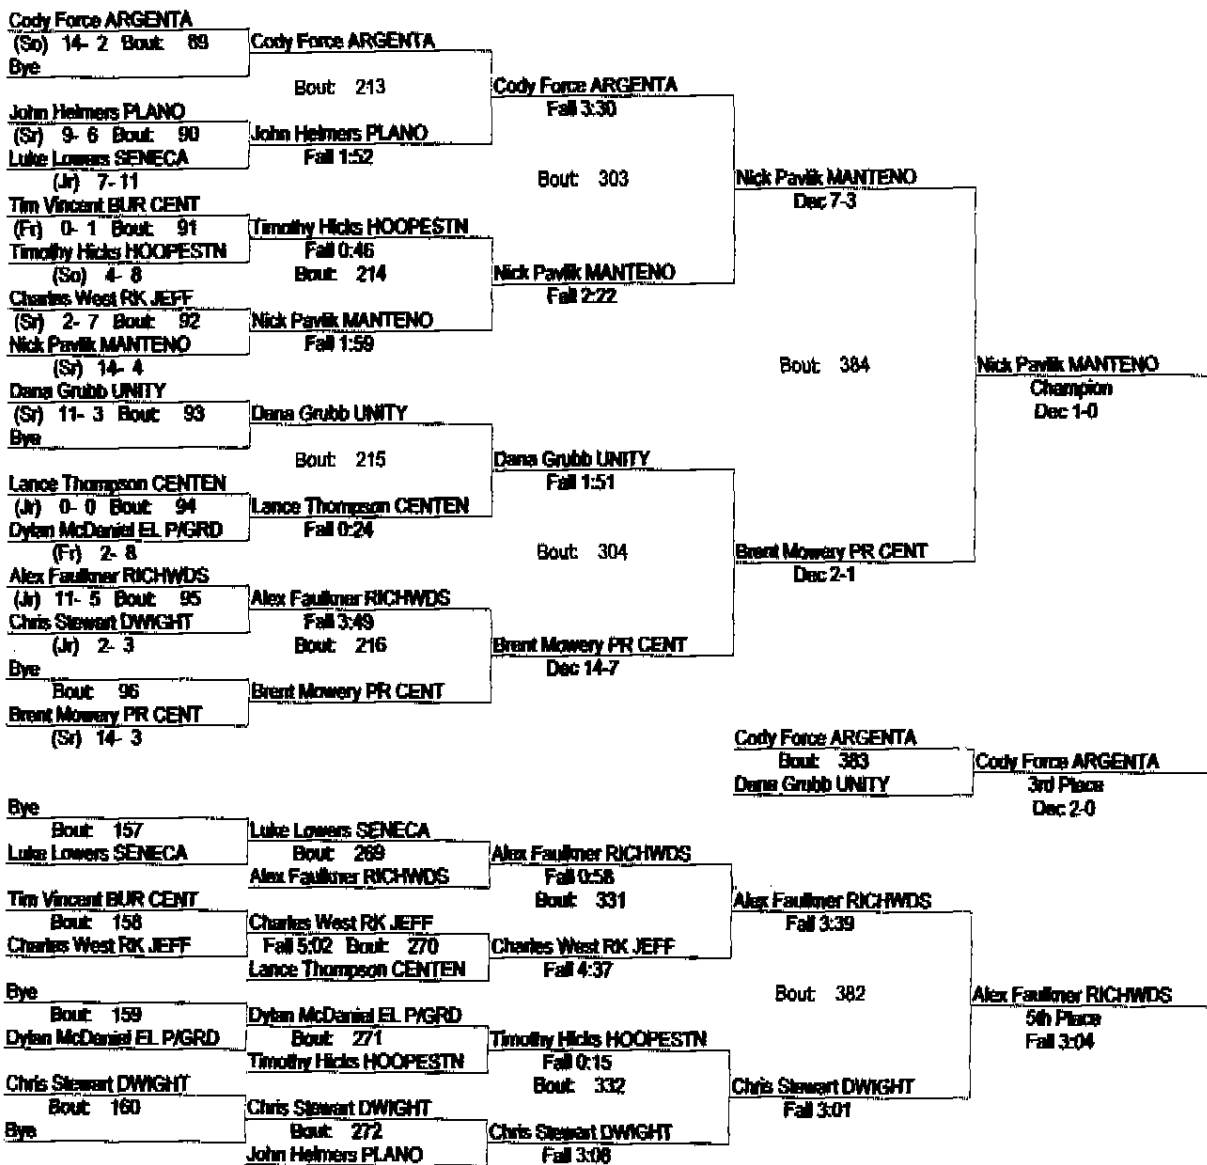 Cody Force ARGENTA
(So) 14- 2 Bout: 89
Bye
Cody Force ARGENTA
Bout: 213
John Helmers PLANO
(Sr) 9- 6 Bout: 90
Luke Lowers SENECA
(Jr) 7- 11
John Helmers PLANO
Fall 1:52
Cody Force ARGENTA
Fall 3:30
Bout: 303
Tim Vincent BUR CENT
(Fr) 0- 1 Bout: 91
Timothy Hicks HOOPESTN
(So) 4- 8
Timothy Hicks HOOPESTN
Fall 0:46
Bout: 214
Charles West RK JEFF
(Sr) 2- 7 Bout: 92
Nick Pavlik MANTENO
(Sr) 14- 4
Nick Pavlik MANTENO
Fall 1:59
Nick Pavlik MANTENO
Fall 2:22
Nick Pavlik MANTENO
Dec 7-3
Bout: 384
Nick Pavlik MANTENO
Champion
Dec 1-0
Dana Grubb UNITY
(Sr) 11- 3 Bout: 93
Bye
Dana Grubb UNITY
Bout: 215
Lance Thompson CENTEN
(Jr) 0- 0 Bout: 94
Dylan McDaniel EL P/GRD
(Fr) 2- 8
Lance Thompson CENTEN
Fall 0:24
Dana Grubb UNITY
Fall 1:51
Bout: 304
Alex Faulkner RICHWDS
(Jr) 11- 5 Bout: 95
Chris Stewart DWIGHT
(Jr) 2- 3
Alex Faulkner RICHWDS
Fall 3:49
Bout: 216
Bye
Bout: 96
Brent Mowery PR CENT
(Sr) 14- 3
Brent Mowery PR CENT
Brent Mowery PR CENT
Dec 14-7
Brent Mowery PR CENT
Dec 2-1
Cody Force ARGENTA
Bout: 383
Dana Grubb UNITY
Cody Force ARGENTA
3rd Place
Dec 2-0
Bye
Bout: 157
Luke Lowers SENECA
Luke Lowers SENECA
Bout: 269
Alex Faulkner RICHWDS
Alex Faulkner RICHWDS
Fall 0:58
Bout: 331
Tim Vincent BUR CENT
Bout: 158
Charles West RK JEFF
Charles West RK JEFF
Fall 5:02 Bout: 270
Lance Thompson CENTEN
Charles West RK JEFF
Fall 4:37
Alex Faulkner RICHWDS
Fall 3:39
Bout: 382
Bye
Bout: 159
Dylan McDaniel EL P/GRD
Dylan McDaniel EL P/GRD
Bout: 271
Timothy Hicks HOOPESTN
Timothy Hicks HOOPESTN
Fall 0:15
Bout: 332
Chris Stewart DWIGHT
Bout: 160
Bye
Chris Stewart DWIGHT
Bout: 272
John Helmers PLANO
Chris Stewart DWIGHT
Fall 3:06
Chris Stewart DWIGHT
Fall 3:01
Alex Faulkner RICHWDS
5th Place
Fall 3:04